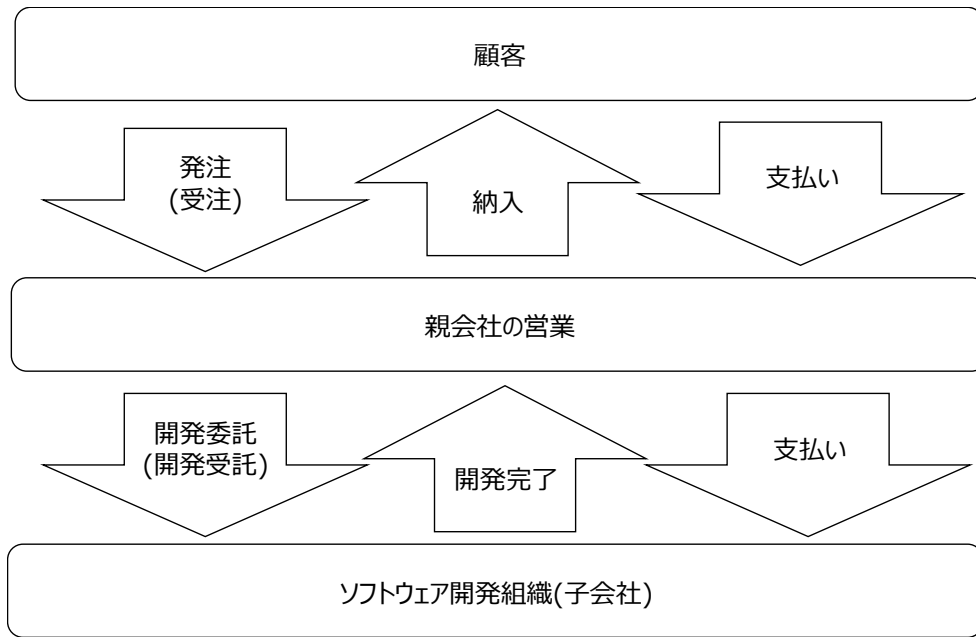 顧客
発注
(受注)
納入
支払い
親会社の営業
開発委託
(開発受託)
開発完了
支払い
ソフトウェア開発組織(子会社)